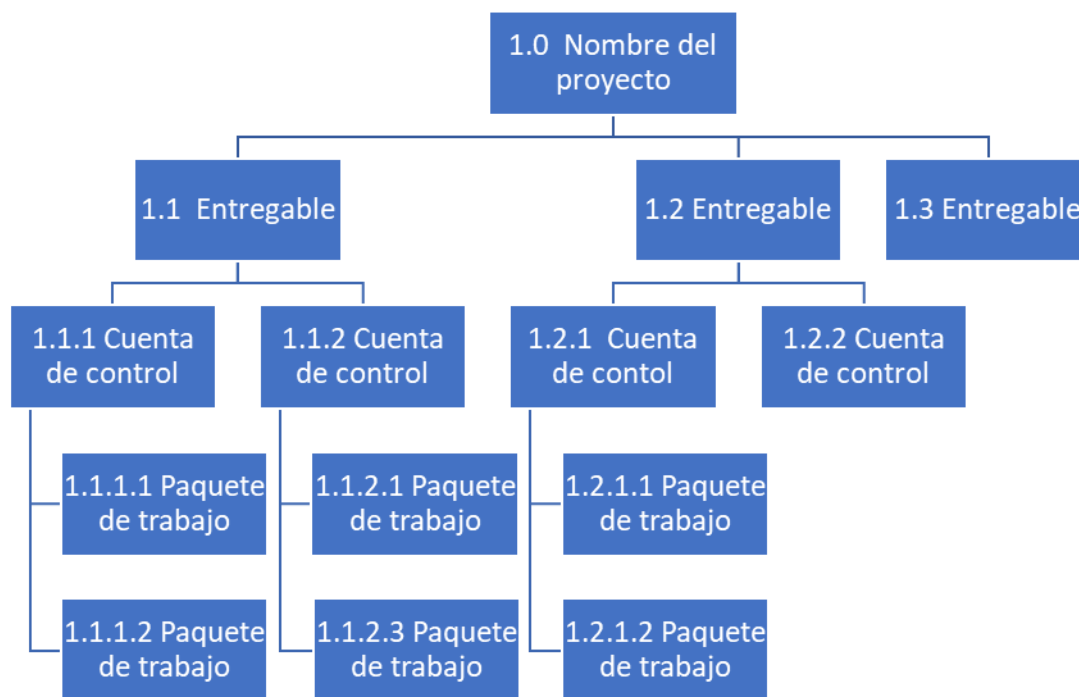 1.0 Nombre del
proyecto
1.1 Entregable
1.2 Entregable
1.3 Entregable
1.1.1 Cuenta
de control
1.1.2 Cuenta
de control
1.2.1 Cuenta
de contol
1.2.2 Cuenta
de control
1.1.1.1 Paquete
de trabajo
1.1.2.1 Paquete
de trabajo
1.2.1.1 Paquete
de trabajo
1.1.1.2 Paquete
de trabajo
1.1.2.3 Paquete
de trabajo
1.2.1.2 Paquete
de trabajo